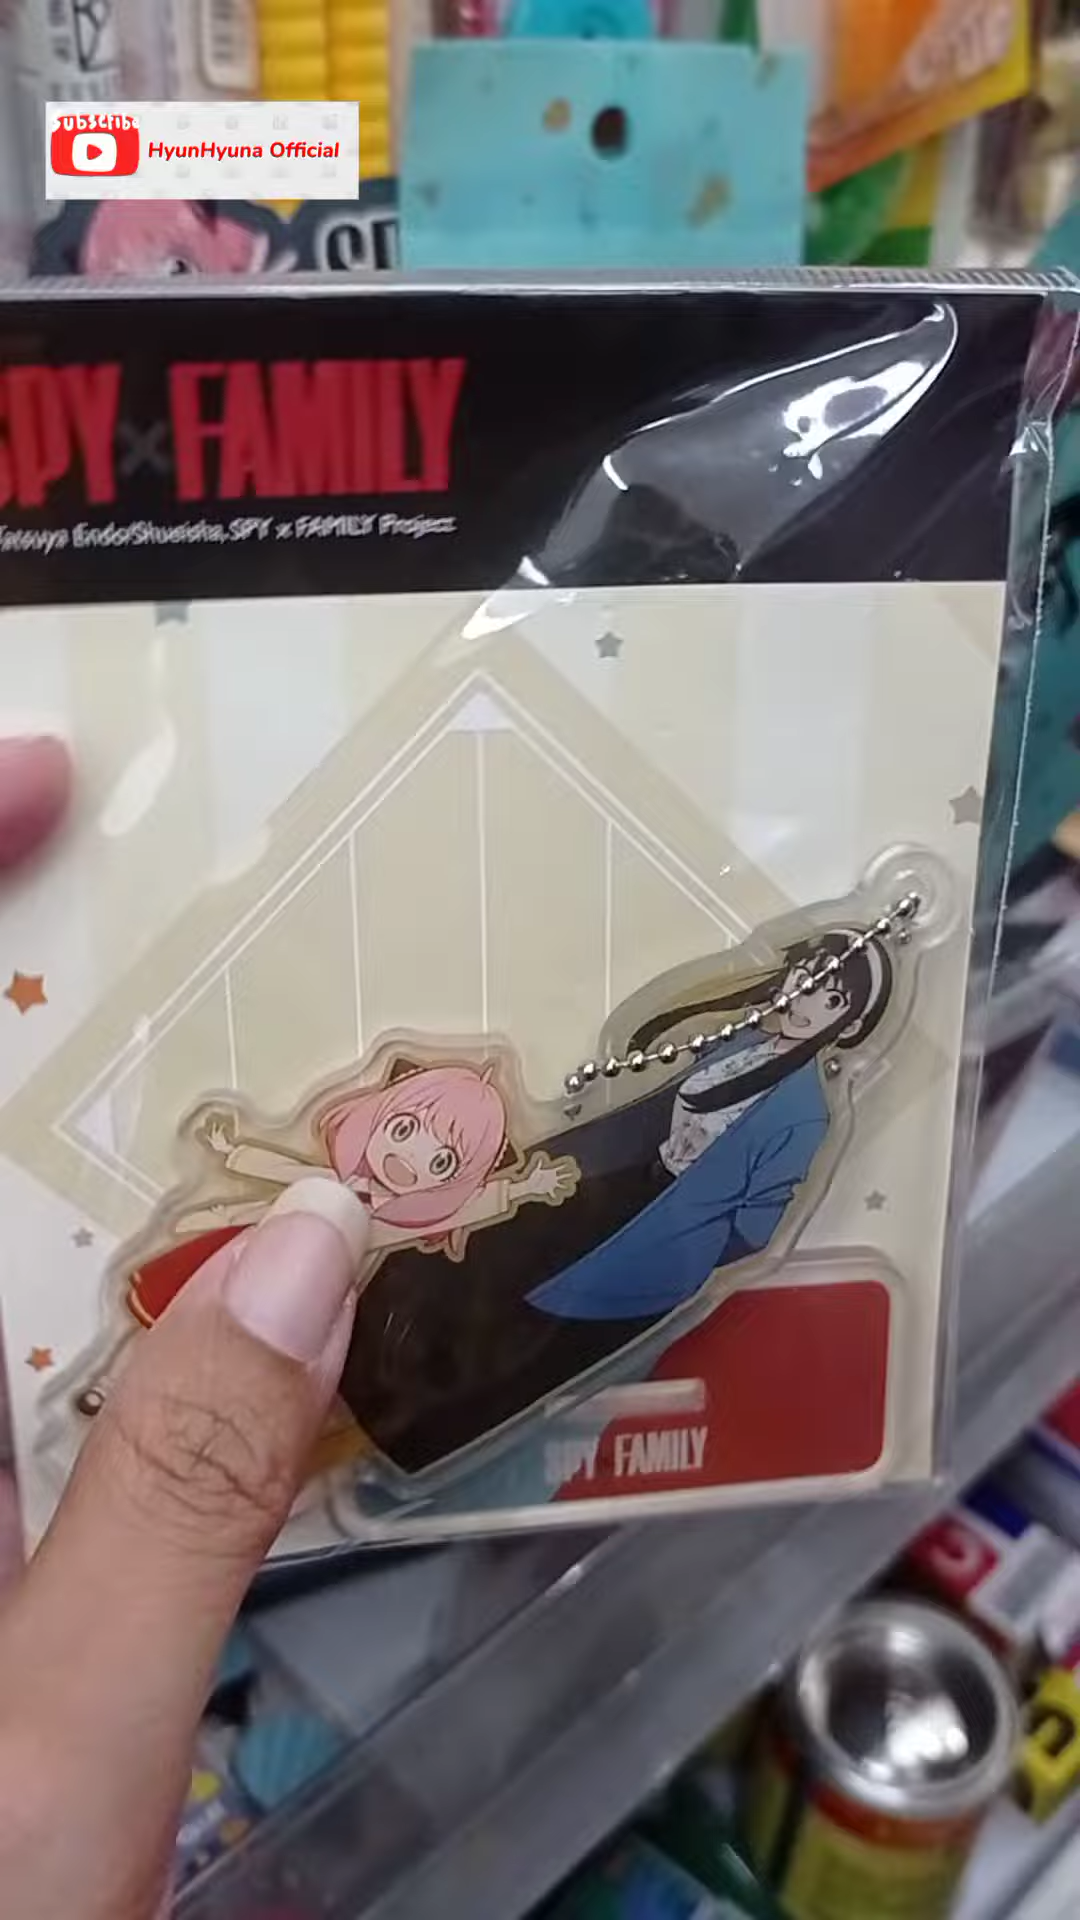 Subscribe
HyunHyuna Official
SPY×FAMILY
Tatsuya Endo/Shueisha, SPY x FAMILY Project
SPY FAMILY